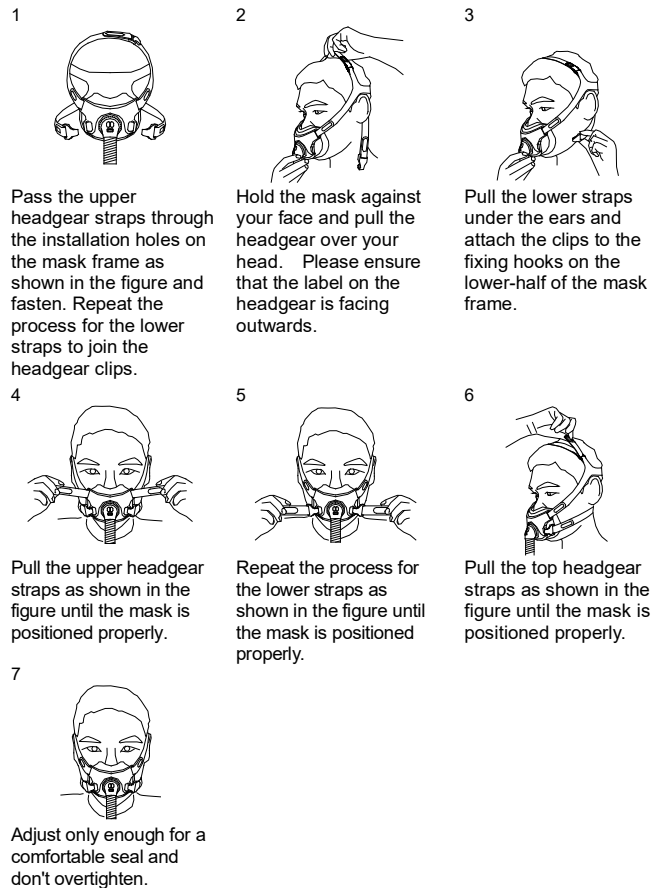 1
Pass the upper
headgear straps through
the installation holes on
the mask frame as
shown in the figure and
fasten. Repeat the
process for the lower
straps to join the
headgear clips.
2
Hold the mask against
your face and pull the
headgear over your
head. Please ensure
that the label on the
headgear is facing
outwards.
3
Pull the lower straps
under the ears and
attach the clips to the
fixing hooks on the
lower-half of the mask
frame.
4
Pull the upper headgear
straps as shown in the
figure until the mask is
positioned properly.
5
Repeat the process for
the lower straps as
shown in the figure until
the mask is positioned
properly.
6
Pull the top headgear
straps as shown in the
figure until the mask is
positioned properly.
7
Adjust only enough for a
comfortable seal and
don't overtighten.